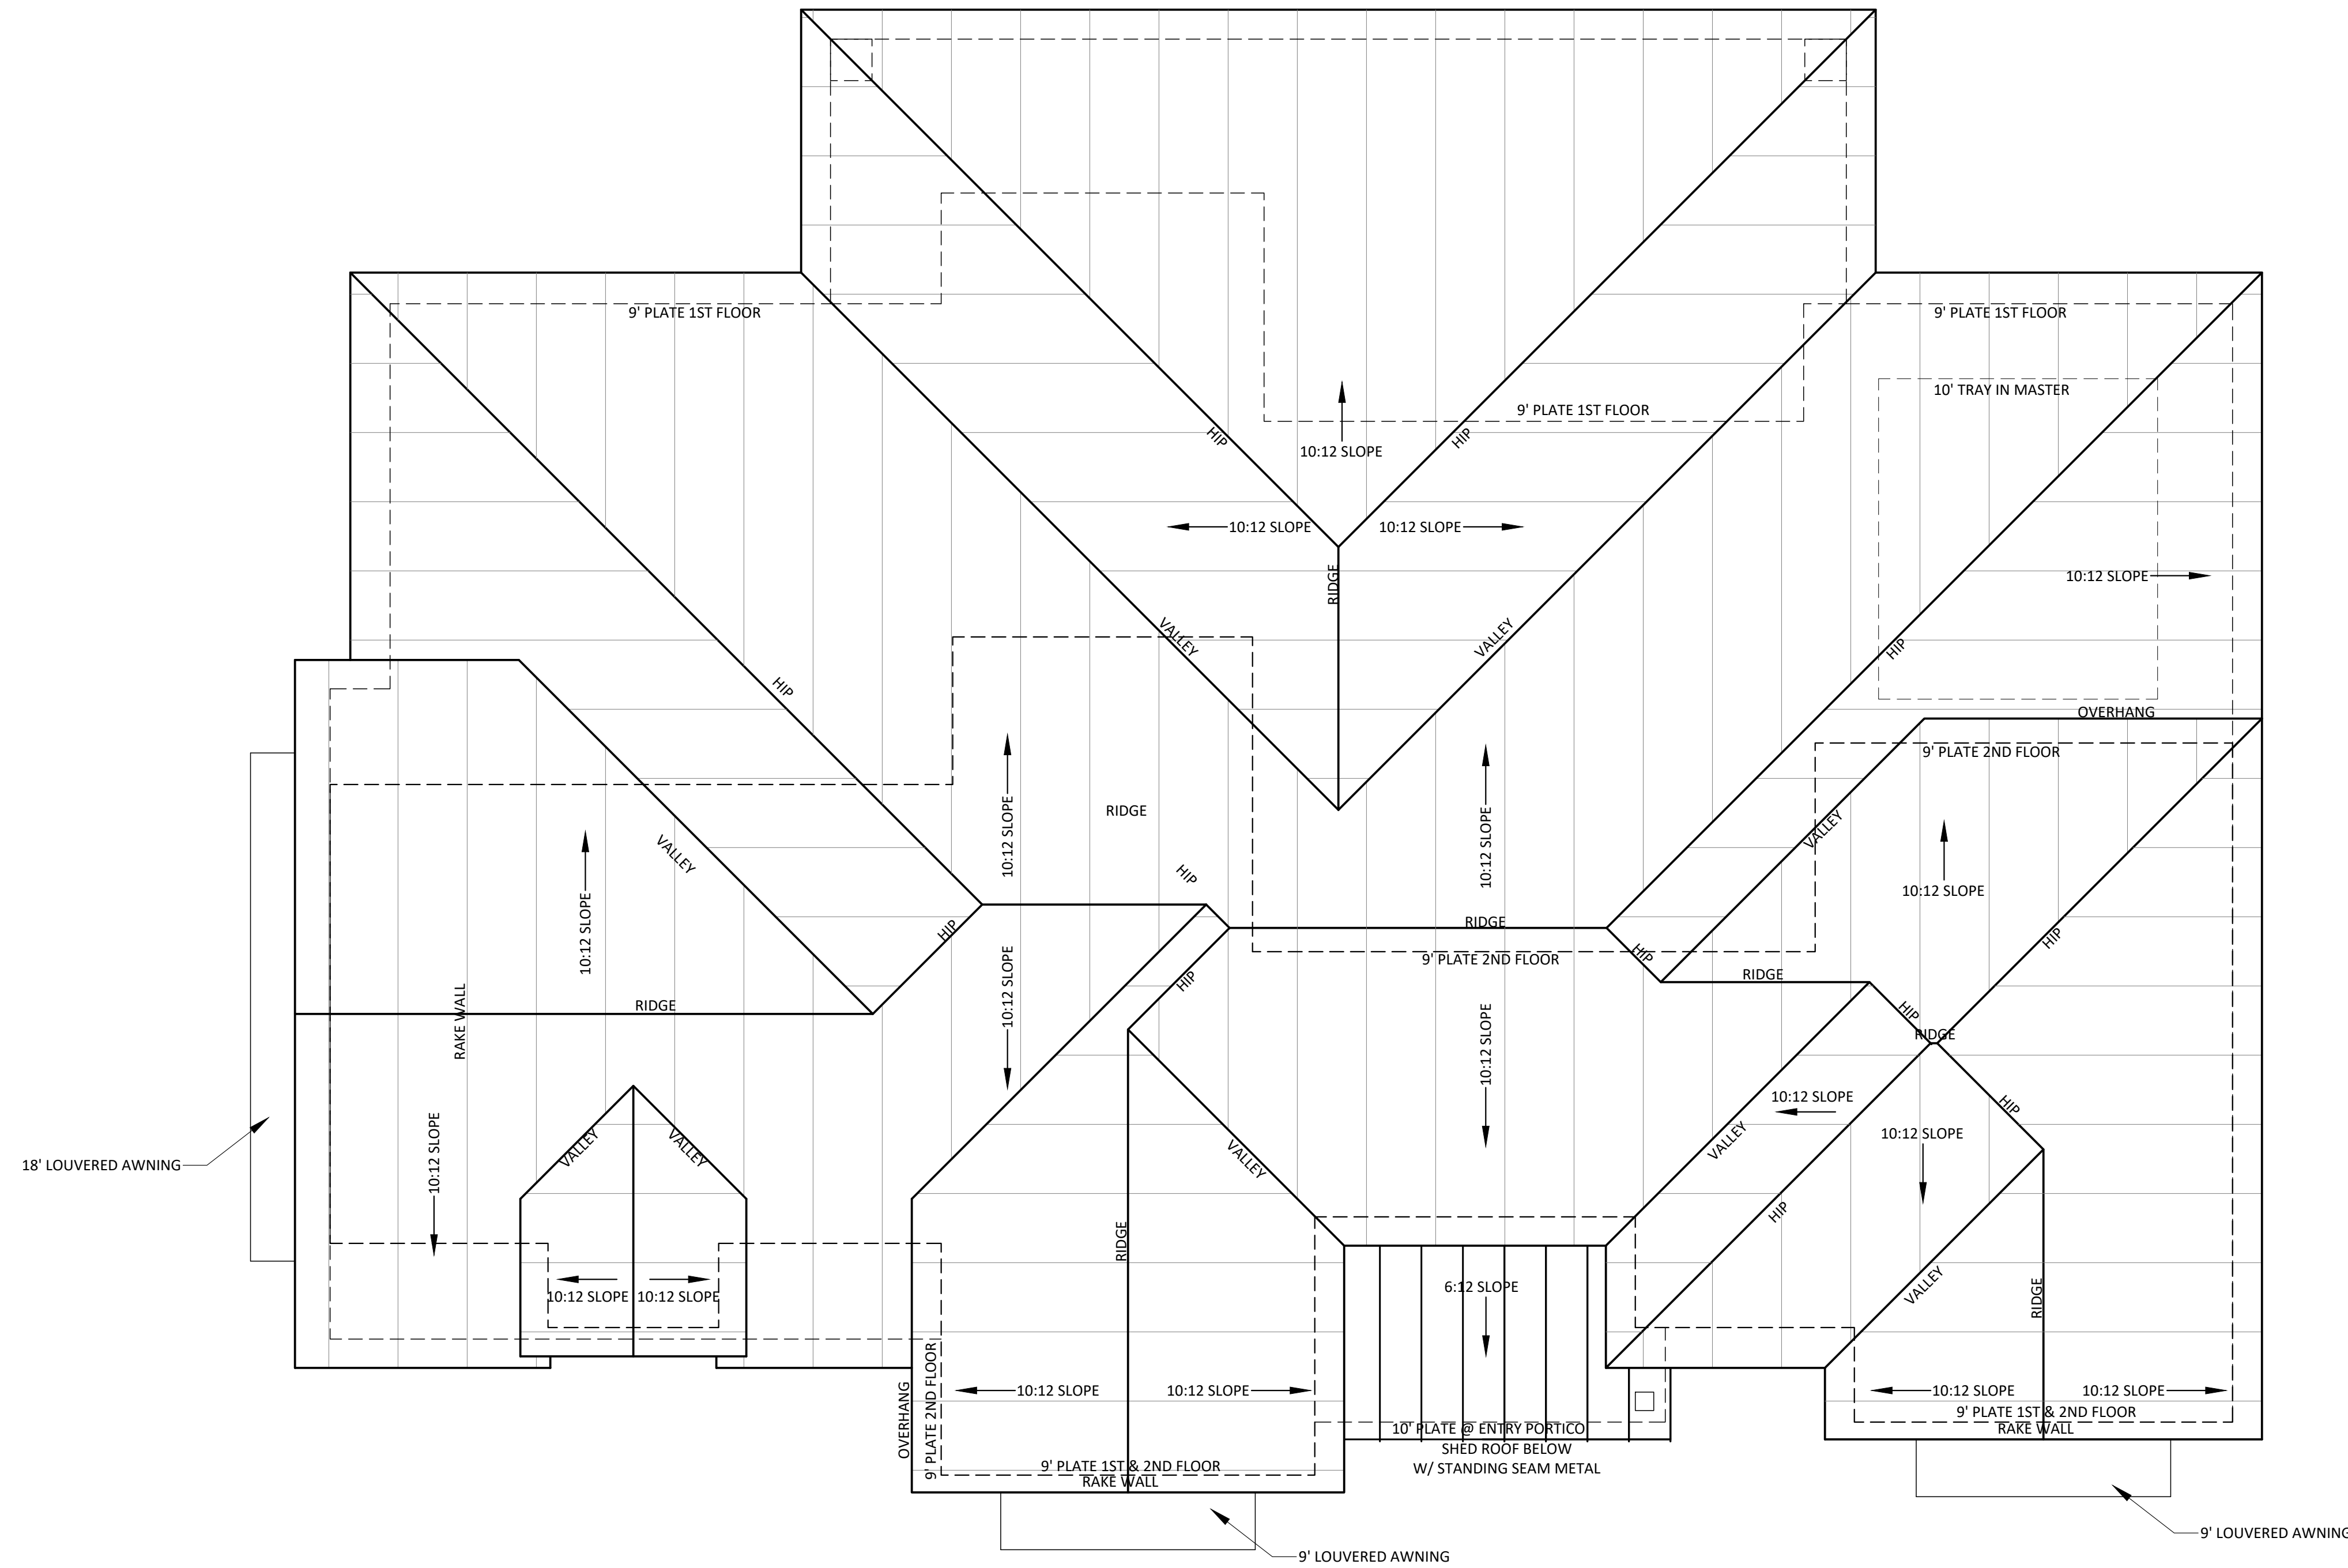 9' PLATE 1ST FLOOR
9' PLATE 1ST FLOOR
10' TRAY IN MASTER
9' PLATE 1ST FLOOR
HIP
HIP
10:12 SLOPE
10:12 SLOPE
10:12 SLOPE
RIDGE
10:12 SLOPE
VALLEY
VALLEY
HIP
HIP
OVERHANG
9' PLATE 2ND FLOOR
RIDGE
10:12 SLOPE
10:12 SLOPE
VALLEY
VALLEY
HIP
10:12 SLOPE
10:12 SLOPE
HIP
RIDGE
HIP
HIP
9' PLATE 2ND FLOOR
HIP
RIDGE
HIP
RIDGE
RAKE WALL
10:12 SLOPE
10:12 SLOPE
HIP
RIDGE
10:12 SLOPE
HIP
VALLEY
VALLEY
VALLEY
VALLEY
10:12 SLOPE
10:12 SLOPE
18' LOUVERED AWNING
HIP
RIDGE
VALLEY
RIDGE
6:12 SLOPE
10:12 SLOPE
10:12 SLOPE
OVERHANG
9' PLATE 2ND FLOOR
10:12 SLOPE
10:12 SLOPE
10:12 SLOPE
10:12 SLOPE
9' PLATE 1ST & 2ND FLOOR
RAKE WALL
10' PLATE @ ENTRY PORTICO
SHED ROOF BELOW
W/ STANDING SEAM METAL
9' PLATE 1ST & 2ND FLOOR
RAKE WALL
9' LOUVERED AWNING
9' LOUVERED AWNING